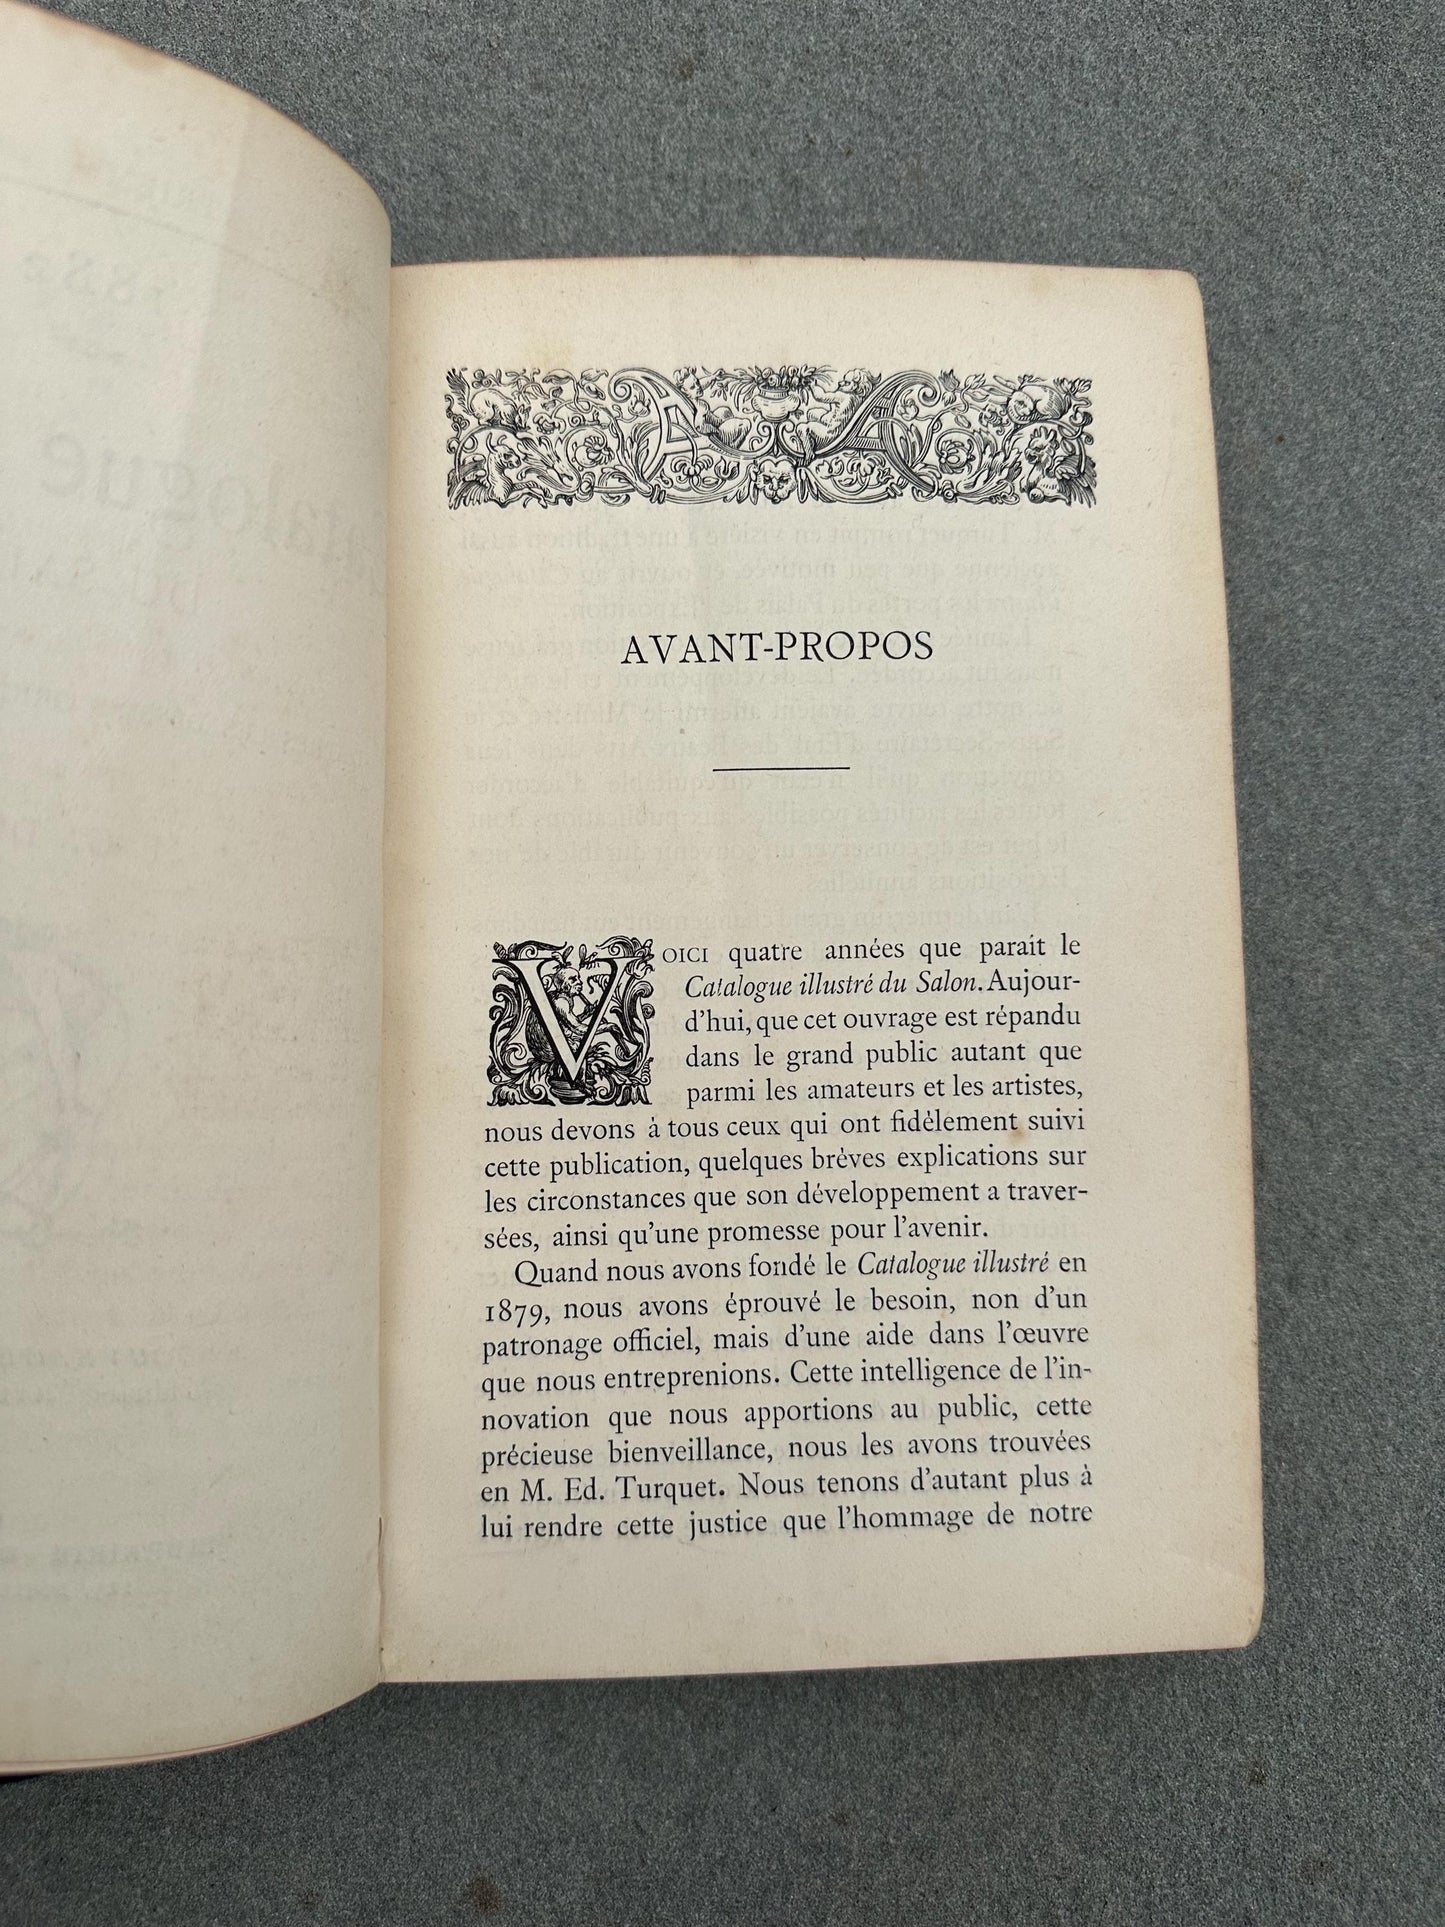 AVANT-PROPOS
VOICI quatre années que parait le
Catalogue illustré du Salon. Aujour-
d'hui, que cet ouvrage est répandu
dans le grand public autant que
parmi les amateurs et les artistes,
nous devons à tous ceux qui ont fidèlement suivi
cette publication, quelques brèves explications sur
les circonstances que son développement a traver-
sées, ainsi qu'une promesse pour l'avenir.
Quand nous avons fondé le Catalogue illustré en
1879, nous avons éprouvé le besoin, non d'un
patronage officiel, mais d'une aide dans l'œuvre
que nous entreprenions. Cette intelligence de l'in-
novation que nous apportions au public, cette
précieuse bienveillance, nous les avons trouvées
en M. Ed. Turquet. Nous tenons d'autant plus à
lui rendre cette justice que l'hommage de notre